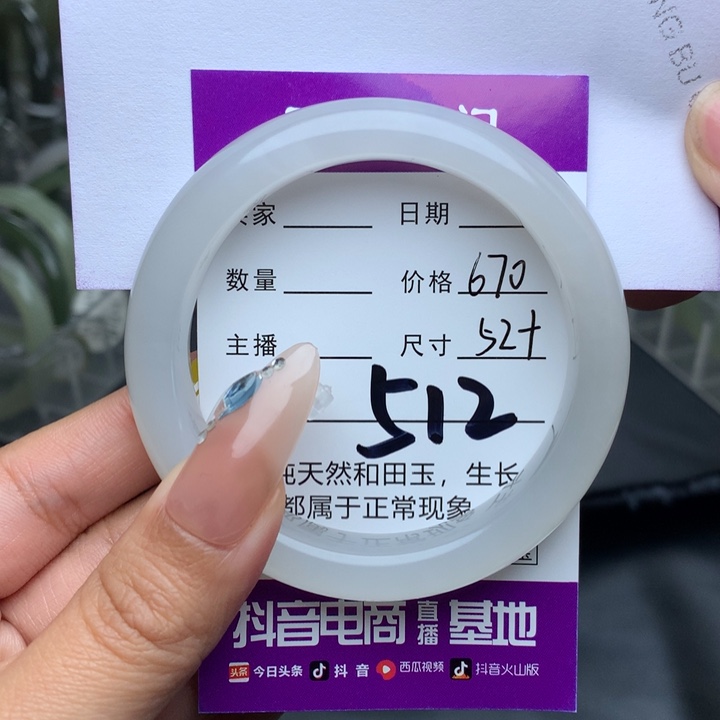 NG BU
家 日期
数量 价格 670
主播 尺寸 52+
512
纯天然和田玉，生长
都属于正常现象
抖音电商 直播 基地
头条 今日头条 抖音 西瓜视频 抖音火山版